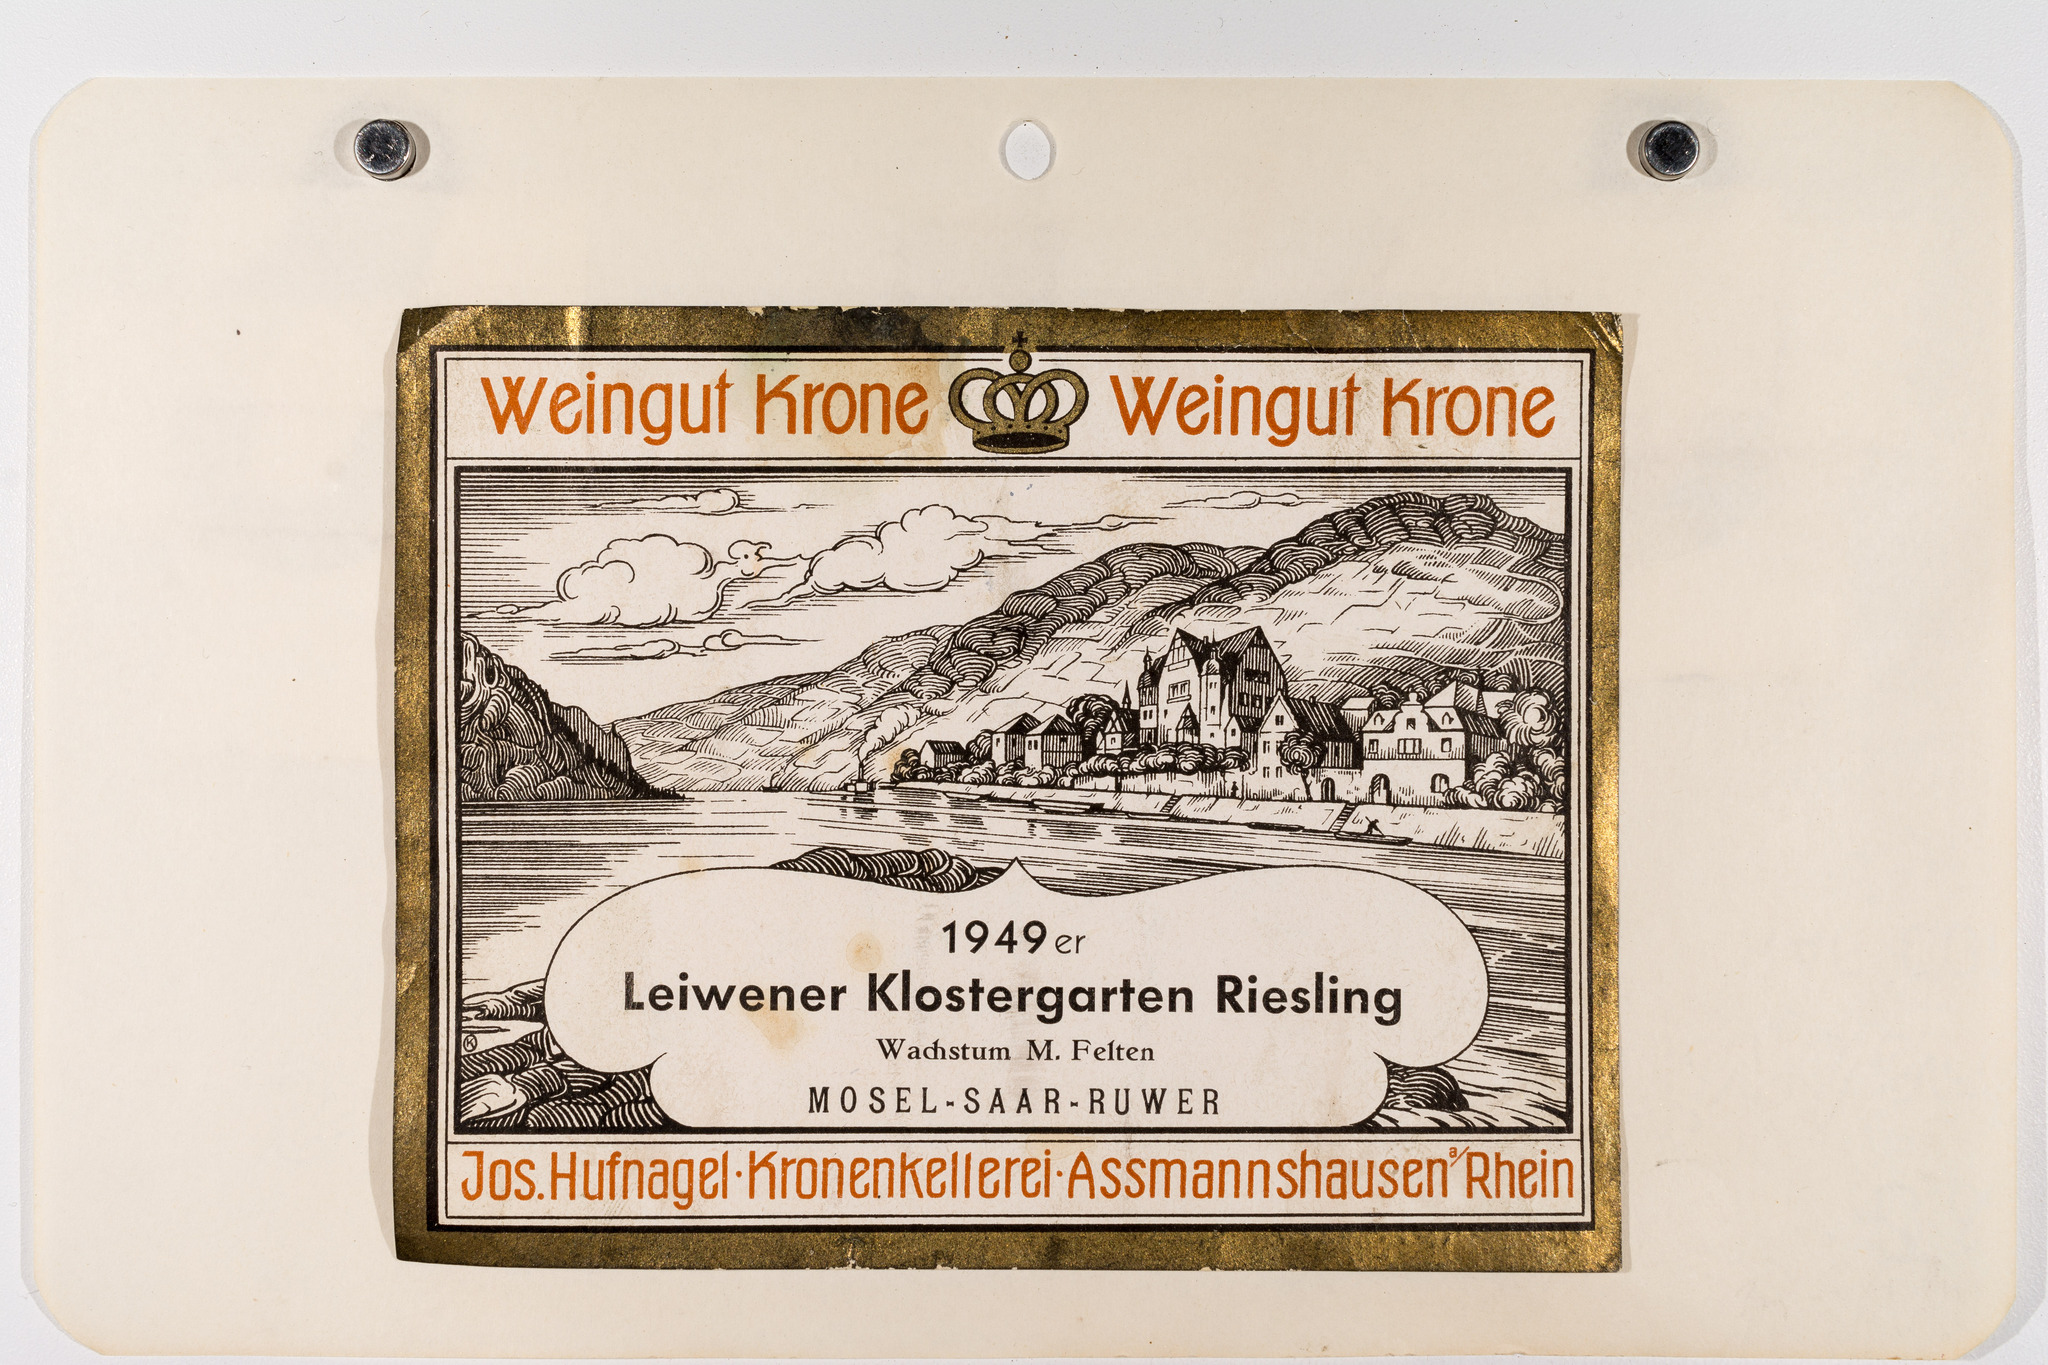 Weingut Krone Weingut Krone
1949er
Leiwener Klostergarten Riesling
Wachstum M. Felten
MOSEL-SAAR-RUWER
K
Jos. Hufnagel · Kronenkellerei · Assmannshausen a/Rhein